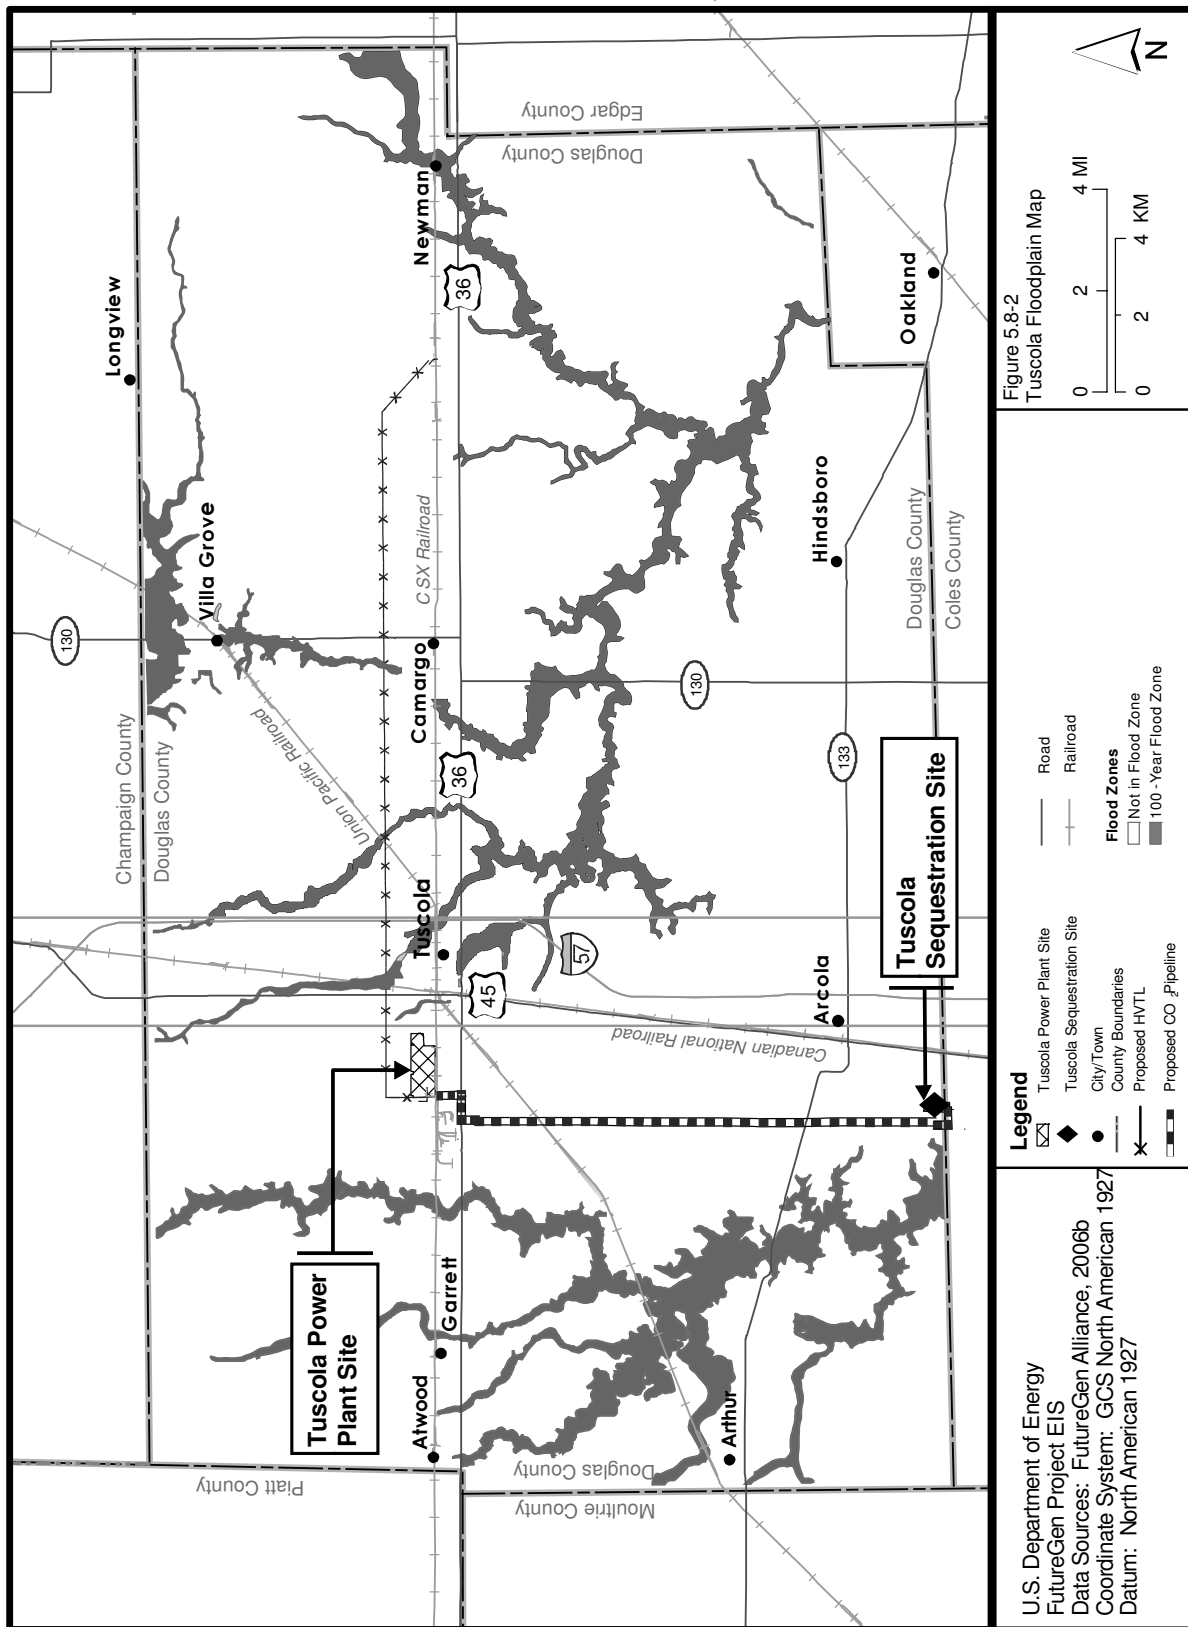 Champaign County
Douglas County
Piatt County
Moultrie County
Douglas County
Edgar County
Douglas County
Douglas County
Coles County
Longview
Villa Grove
Newman
Camargo
Tuscola
Garrett
Atwood
Arthur
Arcola
Hindsboro
Oakland
Union Pacific Railroad
CSX Railroad
Canadian National Railroad
130
36
36
45
57
130
133
Tuscola Power
Plant Site
Tuscola
Sequestration Site
U.S. Department of Energy
FutureGen Project EIS
Data Sources: FutureGen Alliance, 2006b
Coordinate System: GCS North American 1927
Datum: North American 1927
Legend
Tuscola Power Plant Site
Tuscola Sequestration Site
City/Town
County Boundaries
Proposed HVTL
Proposed CO2 Pipeline
Road
Railroad
Flood Zones
Not in Flood Zone
100-Year Flood Zone
Figure 5.8-2
Tuscola Floodplain Map
0 2 4 MI
0 2 4 KM
N